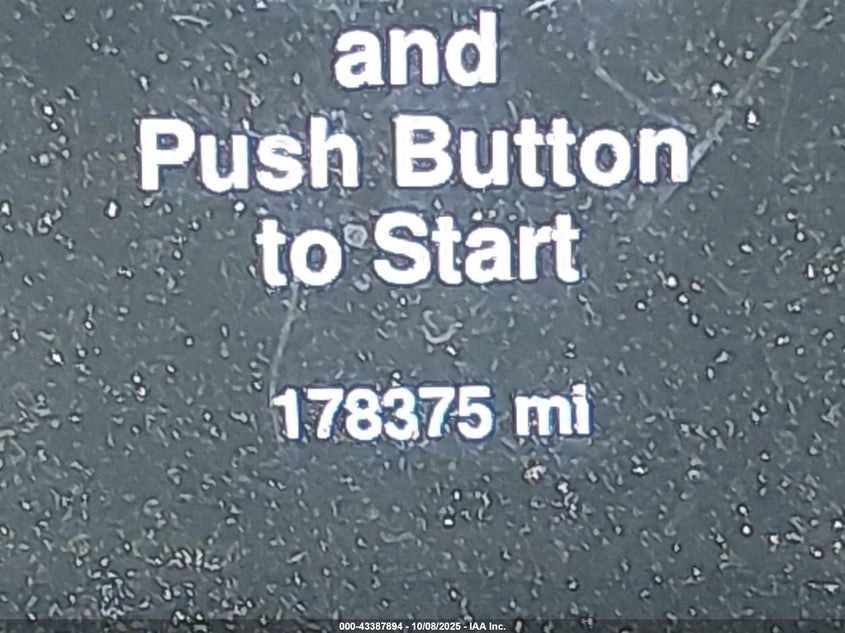 and
Push Button
to Start
178375 mi
000-43387894 - 10/08/2025 - IAA Inc.